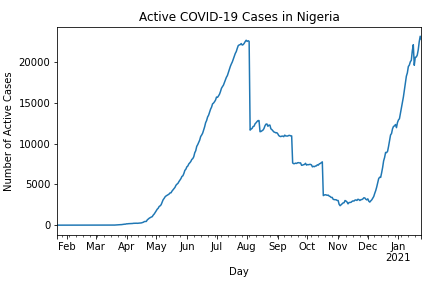 Active COVID-19 Cases in Nigeria
Number of Active Cases
20000
15000
10000
5000
0
Feb Mar Apr May Jun Jul Aug Sep Oct Nov Dec Jan
2021
Day